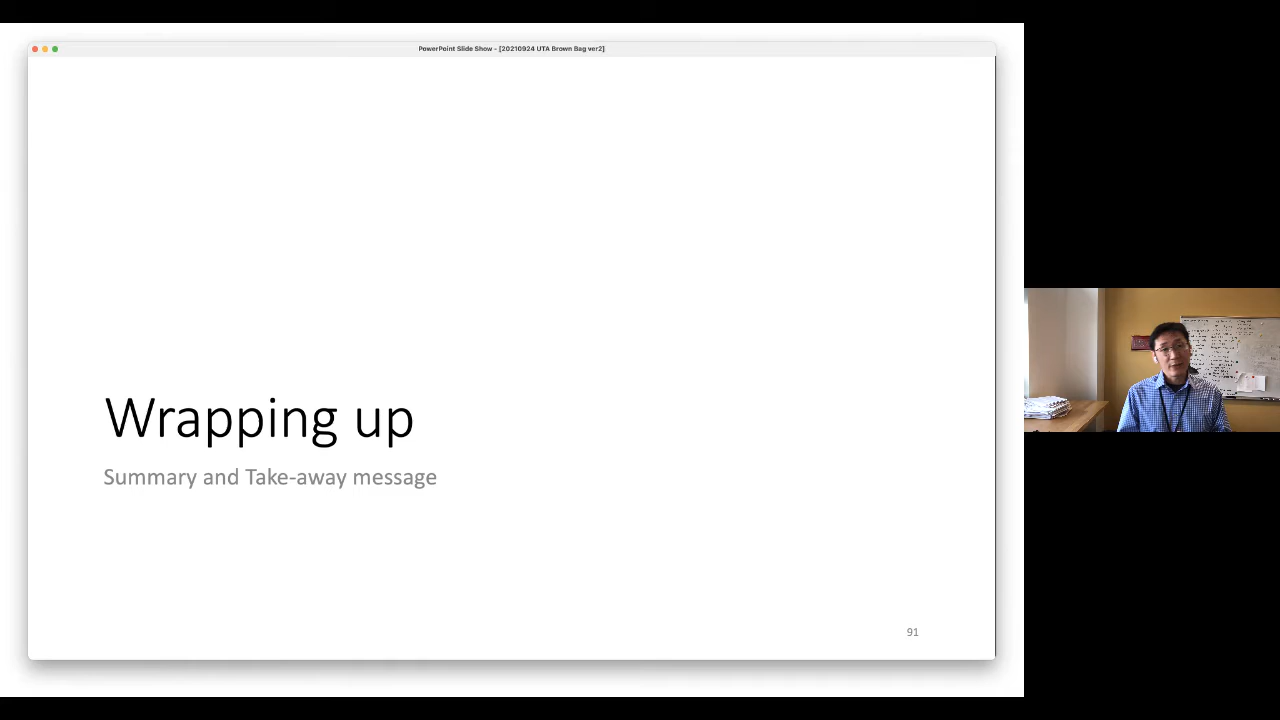 PowerPoint Slide Show - [20210924 UTA Brown Bag ver2]
Wrapping up
Summary and Take-away message
91